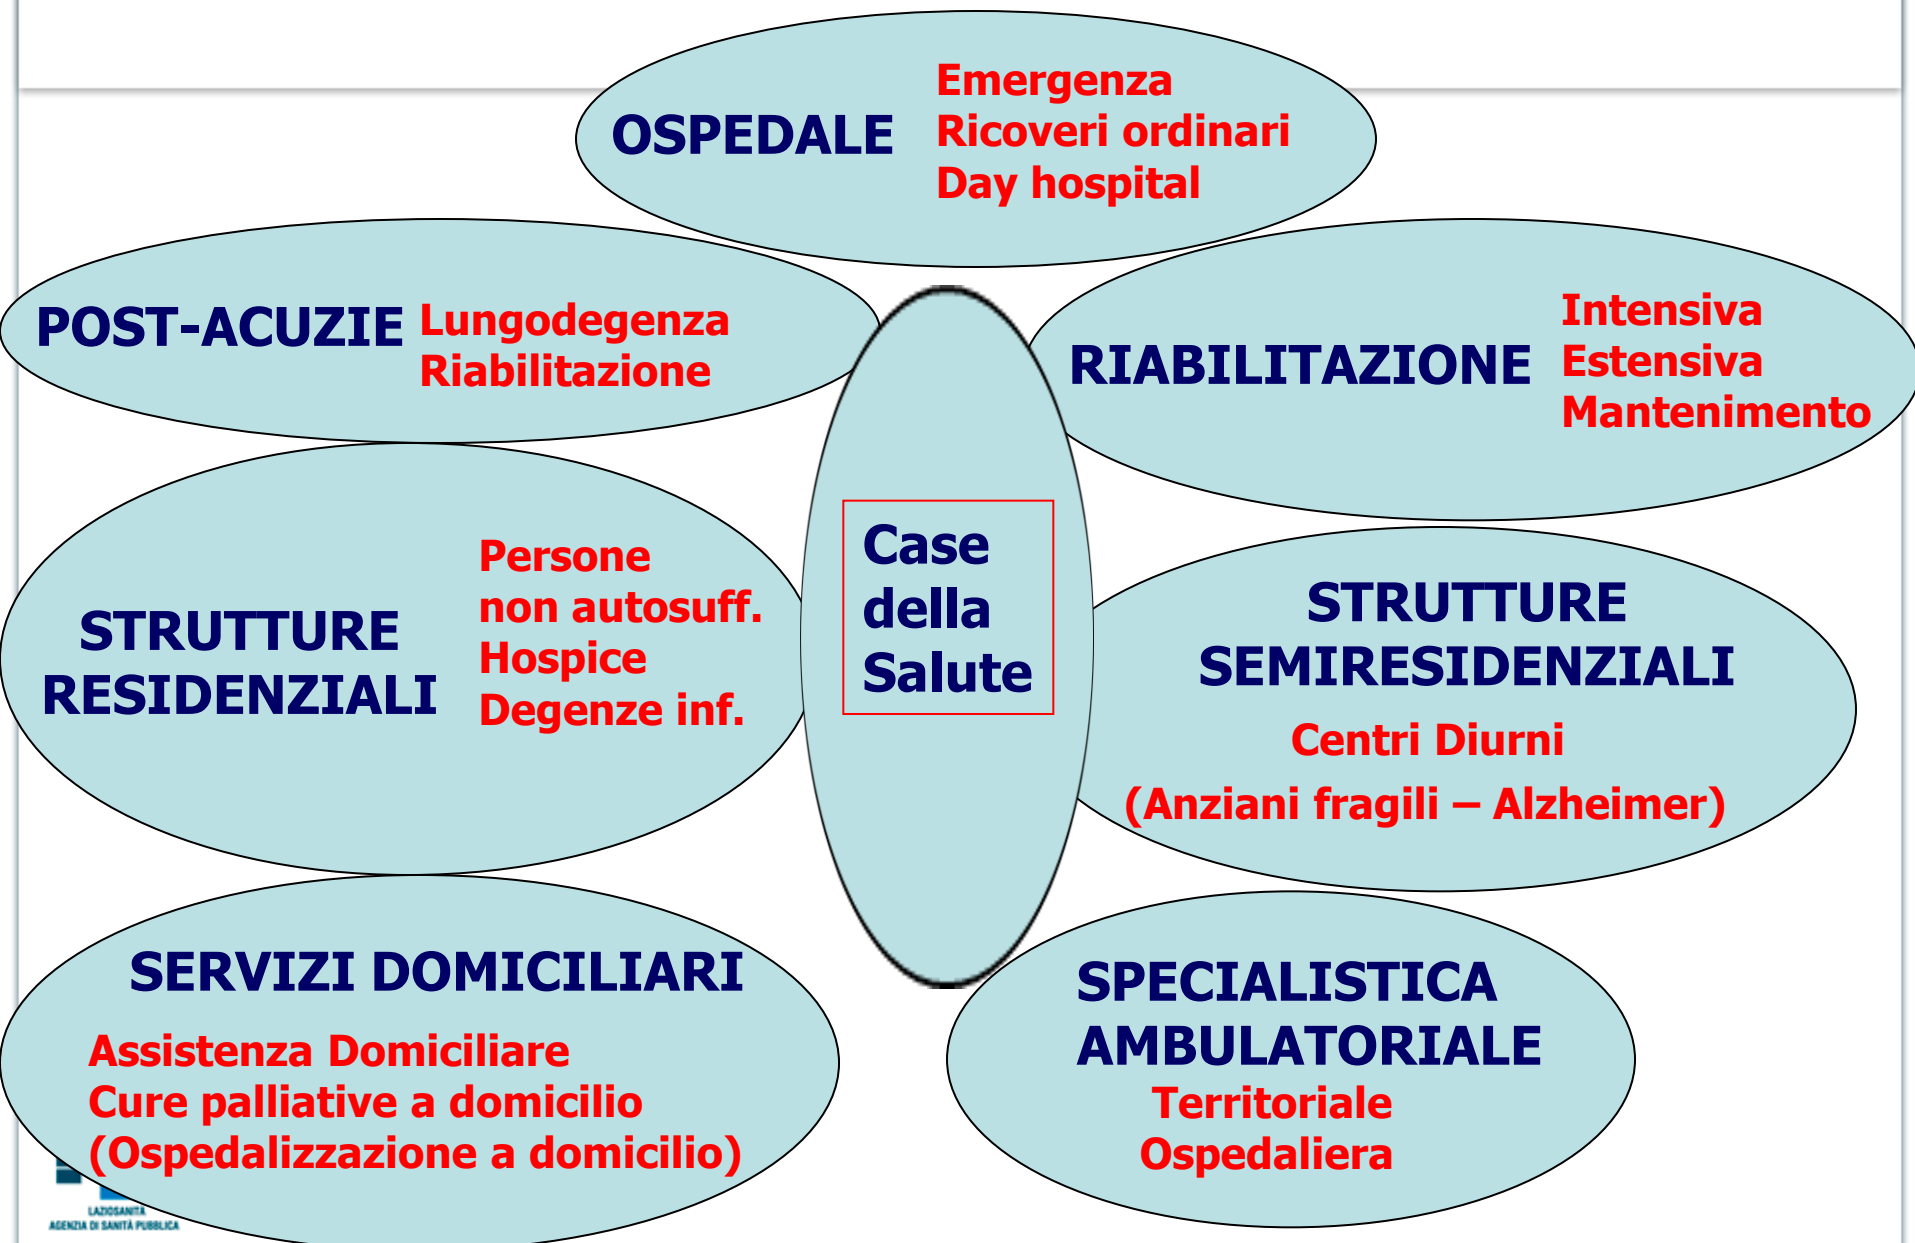 OSPEDALE
Emergenza
Ricoveri ordinari
Day hospital
POST-ACUZIE
Lungodegenza
Riabilitazione
RIABILITAZIONE
Intensiva
Estensiva
Mantenimento
STRUTTURE
RESIDENZIALI
Persone
non autosuff.
Hospice
Degenze inf.
Case
della
Salute
STRUTTURE
SEMIRESIDENZIALI
Centri Diurni
(Anziani fragili – Alzheimer)
SERVIZI DOMICILIARI
Assistenza Domiciliare
Cure palliative a domicilio
(Ospedalizzazione a domicilio)
SPECIALISTICA
AMBULATORIALE
Territoriale
Ospedaliera
LAZIOSANITÀ
AGENZIA DI SANITÀ PUBBLICA